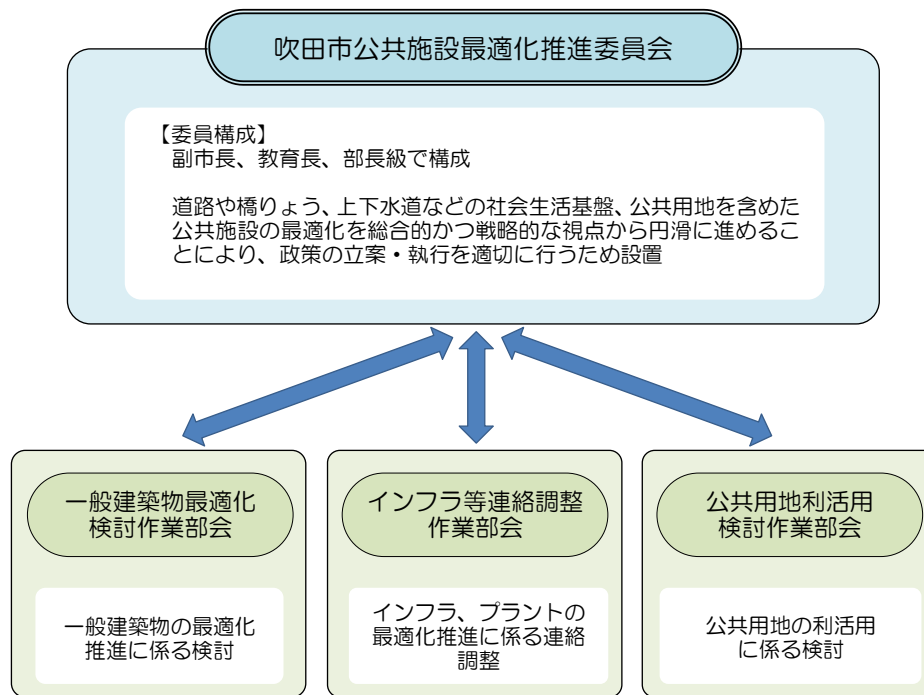 吹田市公共施設最適化推進委員会
【委員構成】
副市長、教育長、部長級で構成
道路や橋りょう、上下水道などの社会生活基盤、公共用地を含めた
公共施設の最適化を総合的かつ戦略的な視点から円滑に進めるこ
とにより、政策の立案・執行を適切に行うため設置
一般建築物最適化
検討作業部会
一般建築物の最適化
推進に係る検討
インフラ等連絡調整
作業部会
インフラ、プラントの
最適化推進に係る連絡
調整
公共用地利活用
検討作業部会
公共用地の利活用
に係る検討